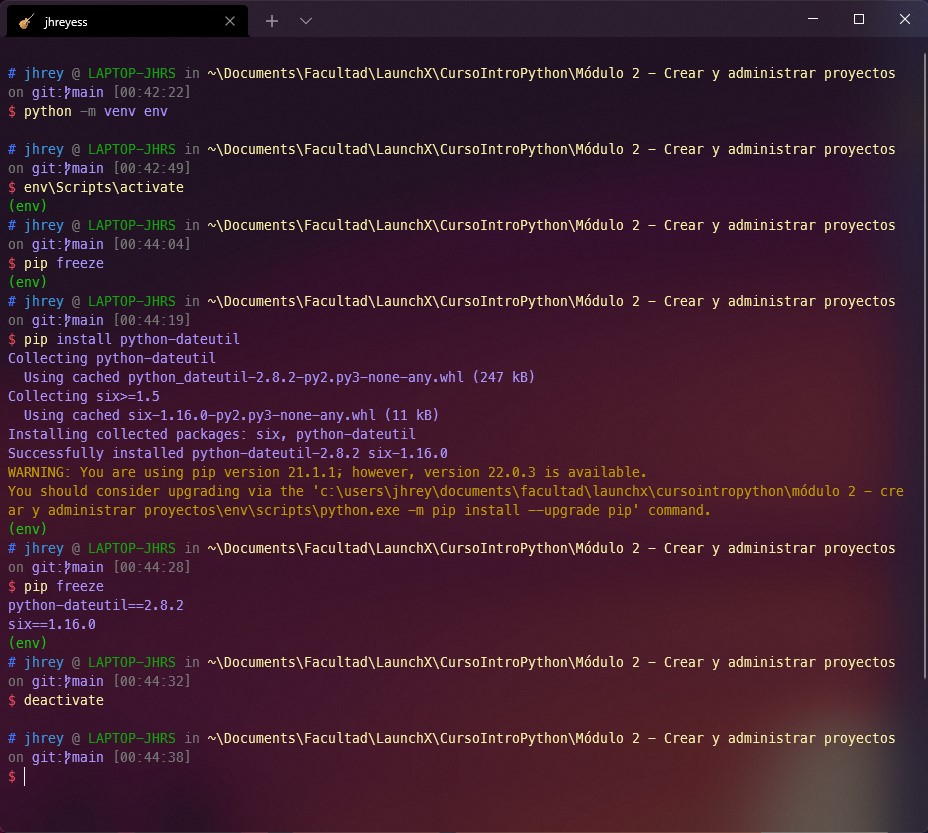 jhreyess
# jhrey @ LAPTOP-JHRS in ~\Documents\Facultad\LaunchX\CursoIntroPython\Módulo 2 - Crear y administrar proyectos
on git:main [00:42:22]
$ python -m venv env
# jhrey @ LAPTOP-JHRS in ~\Documents\Facultad\LaunchX\CursoIntroPython\Módulo 2 - Crear y administrar proyectos
on git:main [00:42:49]
$ env\Scripts\activate
(env)
# jhrey @ LAPTOP-JHRS in ~\Documents\Facultad\LaunchX\CursoIntroPython\Módulo 2 - Crear y administrar proyectos
on git:main [00:44:04]
$ pip freeze
(env)
# jhrey @ LAPTOP-JHRS in ~\Documents\Facultad\LaunchX\CursoIntroPython\Módulo 2 - Crear y administrar proyectos
on git:main [00:44:19]
$ pip install python-dateutil
Collecting python-dateutil
  Using cached python_dateutil-2.8.2-py2.py3-none-any.whl (247 kB)
Collecting six>=1.5
  Using cached six-1.16.0-py2.py3-none-any.whl (11 kB)
Installing collected packages: six, python-dateutil
Successfully installed python-dateutil-2.8.2 six-1.16.0
WARNING: You are using pip version 21.1.1; however, version 22.0.3 is available.
You should consider upgrading via the 'c:\users\jhrey\documents\facultad\launchx\cursointropython\módulo 2 - cre
ar y administrar proyectos\env\scripts\python.exe -m pip install --upgrade pip' command.
(env)
# jhrey @ LAPTOP-JHRS in ~\Documents\Facultad\LaunchX\CursoIntroPython\Módulo 2 - Crear y administrar proyectos
on git:main [00:44:28]
$ pip freeze
python-dateutil==2.8.2
six==1.16.0
(env)
# jhrey @ LAPTOP-JHRS in ~\Documents\Facultad\LaunchX\CursoIntroPython\Módulo 2 - Crear y administrar proyectos
on git:main [00:44:32]
$ deactivate
# jhrey @ LAPTOP-JHRS in ~\Documents\Facultad\LaunchX\CursoIntroPython\Módulo 2 - Crear y administrar proyectos
on git:main [00:44:38]
$